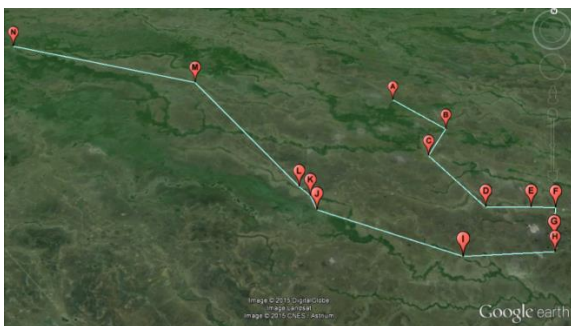 N
M
A
B
C
L
K
J
D
E
F
G
H
I
Image © 2015 DigitalGlobe
Image Landsat
Image © 2015 CNES / Astrium
Google earth